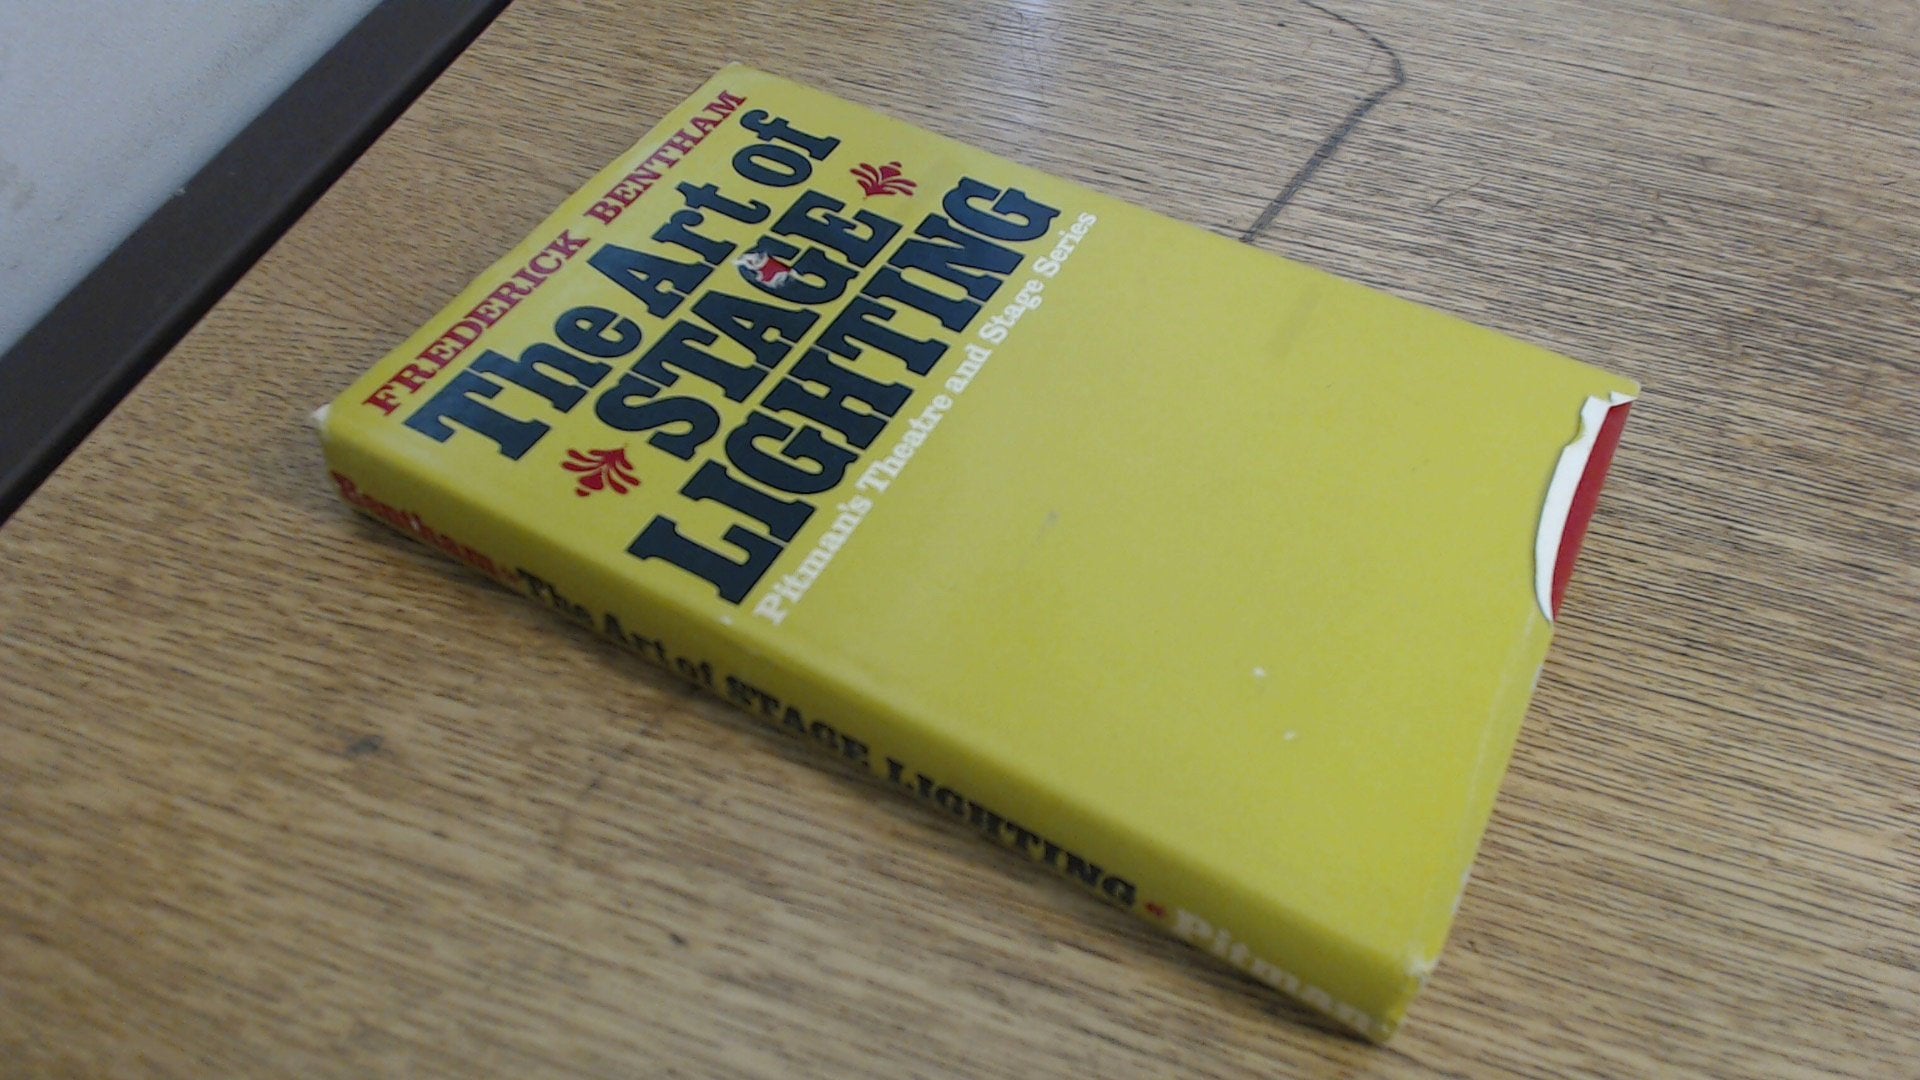 FREDERICK BENTHAM
The Art of
STAGE
LIGHTING
Pitman's Theatre and Stage Series
Bentham The Art of STAGE LIGHTING Pitman